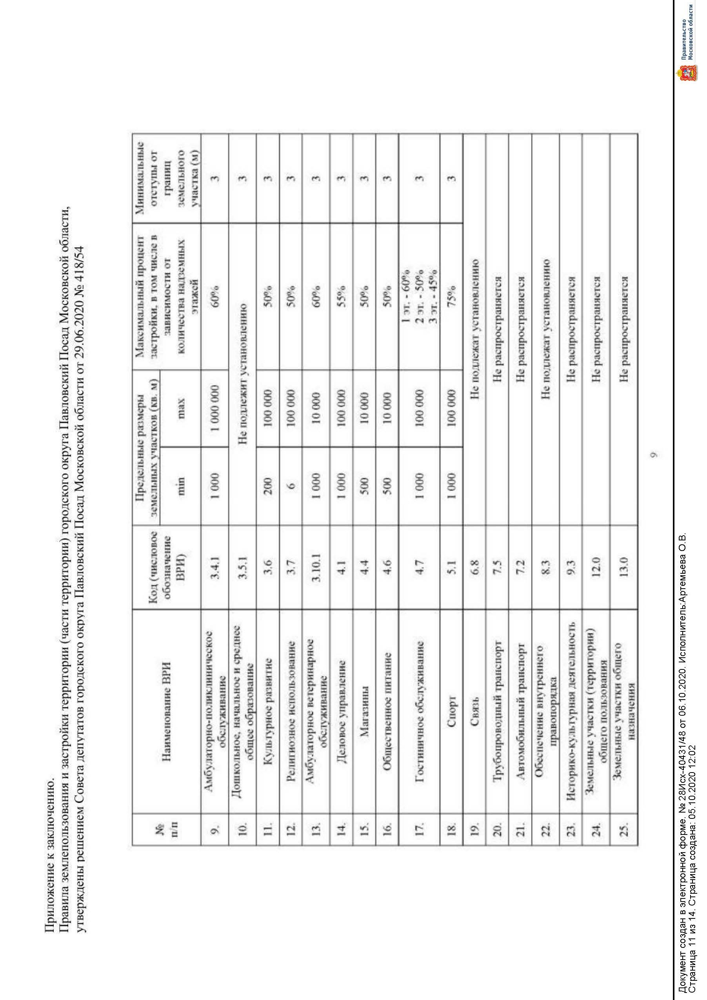 Приложение к заключению.
Правила землепользования и застройки территории (части территории) городского округа Павловский Посад Московской области,
утверждены решением Совета депутатов городского округа Павловский Посад Московской области от 29.06.2020 № 418/54
№ п/п
Наименование ВРИ
Код (числовое
обозначение
ВРИ)
Предельные размеры
земельных участков (кв. м)
min
max
Максимальный процент
застройки, в том числе в
зависимости от
количества надземных
этажей
Минимальные
отступы от
границ
земельного
участка (м)
9. Амбулаторно-поликлиническое
обслуживание
3.4.1 1 000 1 000 000 60% 3
10. Дошкольное, начальное и среднее
общее образование
3.5.1 Не подлежит установлению 3
11. Культурное развитие 3.6 200 100 000 50% 3
12. Религиозное использование 3.7 6 100 000 50% 3
13. Амбулаторное ветеринарное
обслуживание
3.10.1 1 000 10 000 60% 3
14. Деловое управление 4.1 1 000 100 000 55% 3
15. Магазины 4.4 500 10 000 50% 3
16. Общественное питание 4.6 500 10 000 50% 3
17. Гостиничное обслуживание 4.7 1 000 100 000
1 эт. - 60%
2 эт. - 50%
3 эт. - 45%
3
18. Спорт 5.1 1 000 100 000 75% 3
19. Связь 6.8 Не подлежат установлению
20. Трубопроводный транспорт 7.5 Не распространяется
21. Автомобильный транспорт 7.2 Не распространяется
22. Обеспечение внутреннего
правопорядка
8.3 Не подлежат установлению
23. Историко-культурная деятельность 9.3 Не распространяется
24. Земельные участки (территории)
общего пользования
12.0 Не распространяется
25. Земельные участки общего
назначения
13.0 Не распространяется
9
Документ создан в электронной форме. № 28Исх-40431/48 от 06.10.2020. Исполнитель:Артемьева О.В.
Страница 11 из 14. Страница создана: 05.10.2020 12:02
Правительство
Московской области